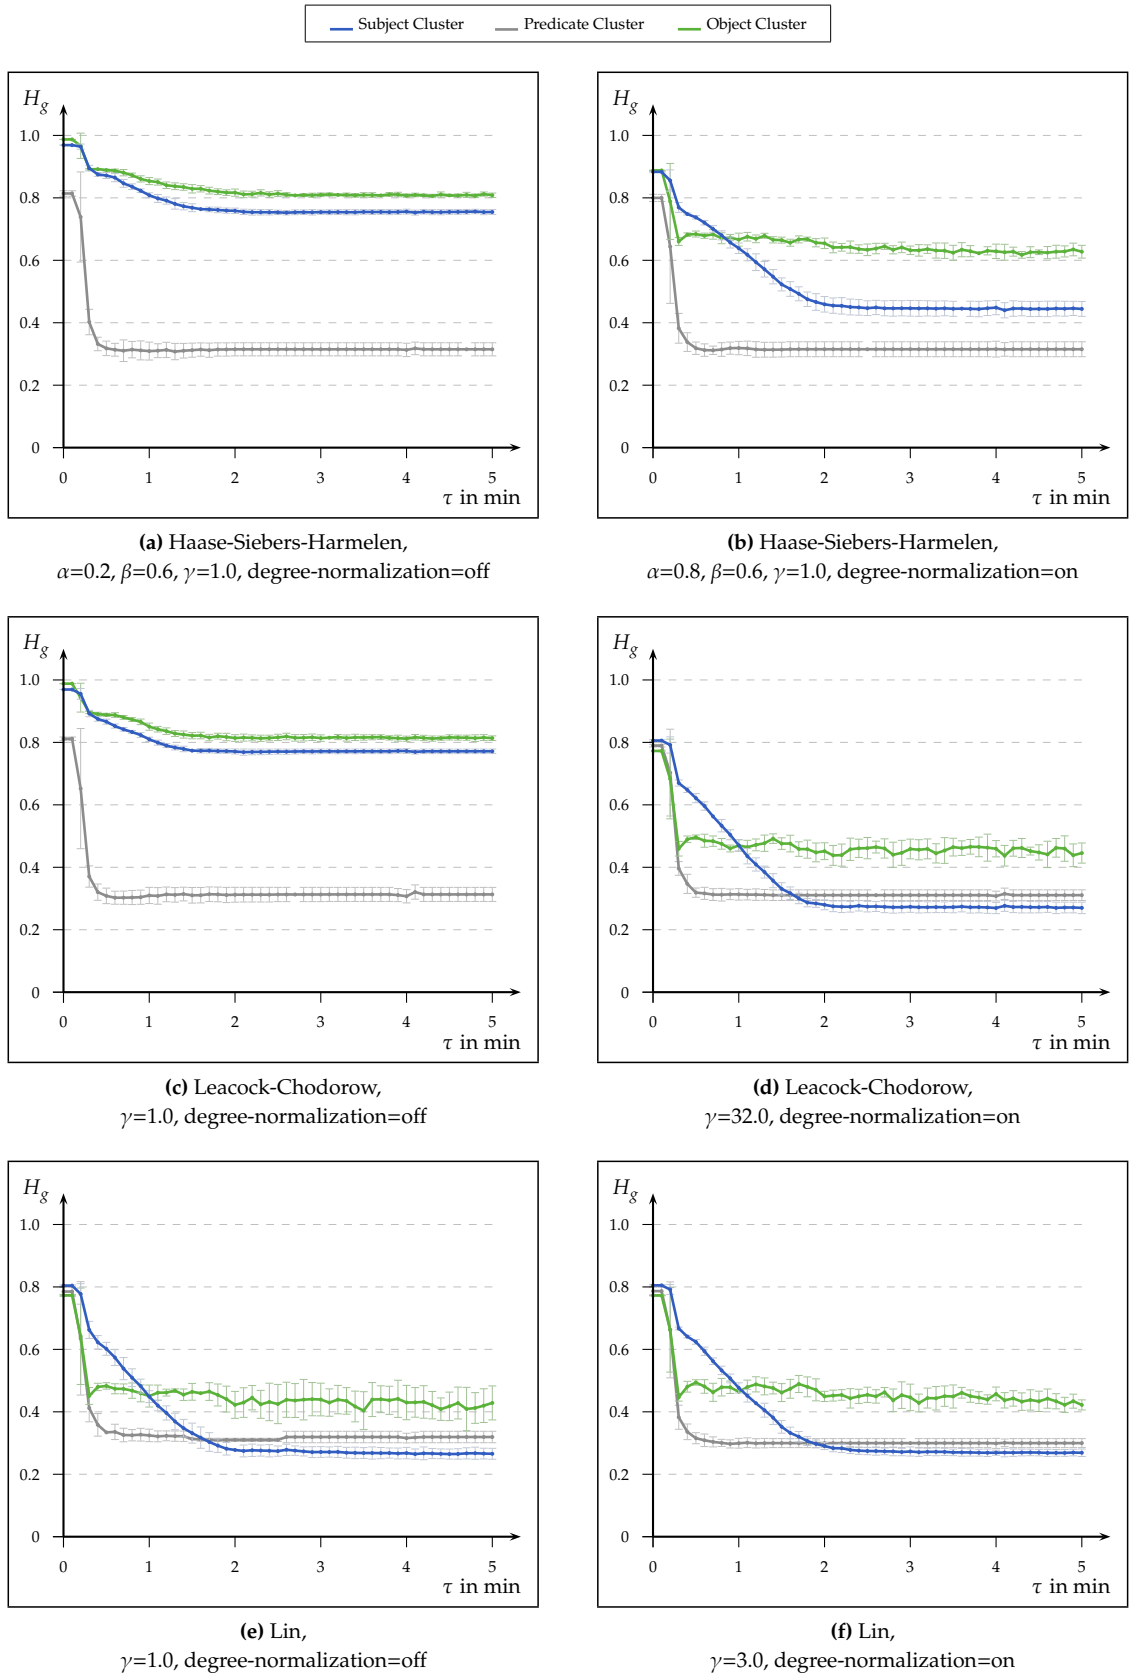 Subject Cluster Predicate Cluster Object Cluster
H_g
1.0
0.8
0.6
0.4
0.2
0
0 1 2 3 4 5
τ in min
(a) Haase-Siebers-Harmelen,
α=0.2, β=0.6, γ=1.0, degree-normalization=off
H_g
1.0
0.8
0.6
0.4
0.2
0
0 1 2 3 4 5
τ in min
(b) Haase-Siebers-Harmelen,
α=0.8, β=0.6, γ=1.0, degree-normalization=on
H_g
1.0
0.8
0.6
0.4
0.2
0
0 1 2 3 4 5
τ in min
(c) Leacock-Chodorow,
γ=1.0, degree-normalization=off
H_g
1.0
0.8
0.6
0.4
0.2
0
0 1 2 3 4 5
τ in min
(d) Leacock-Chodorow,
γ=32.0, degree-normalization=on
H_g
1.0
0.8
0.6
0.4
0.2
0
0 1 2 3 4 5
τ in min
(e) Lin,
γ=1.0, degree-normalization=off
H_g
1.0
0.8
0.6
0.4
0.2
0
0 1 2 3 4 5
τ in min
(f) Lin,
γ=3.0, degree-normalization=on